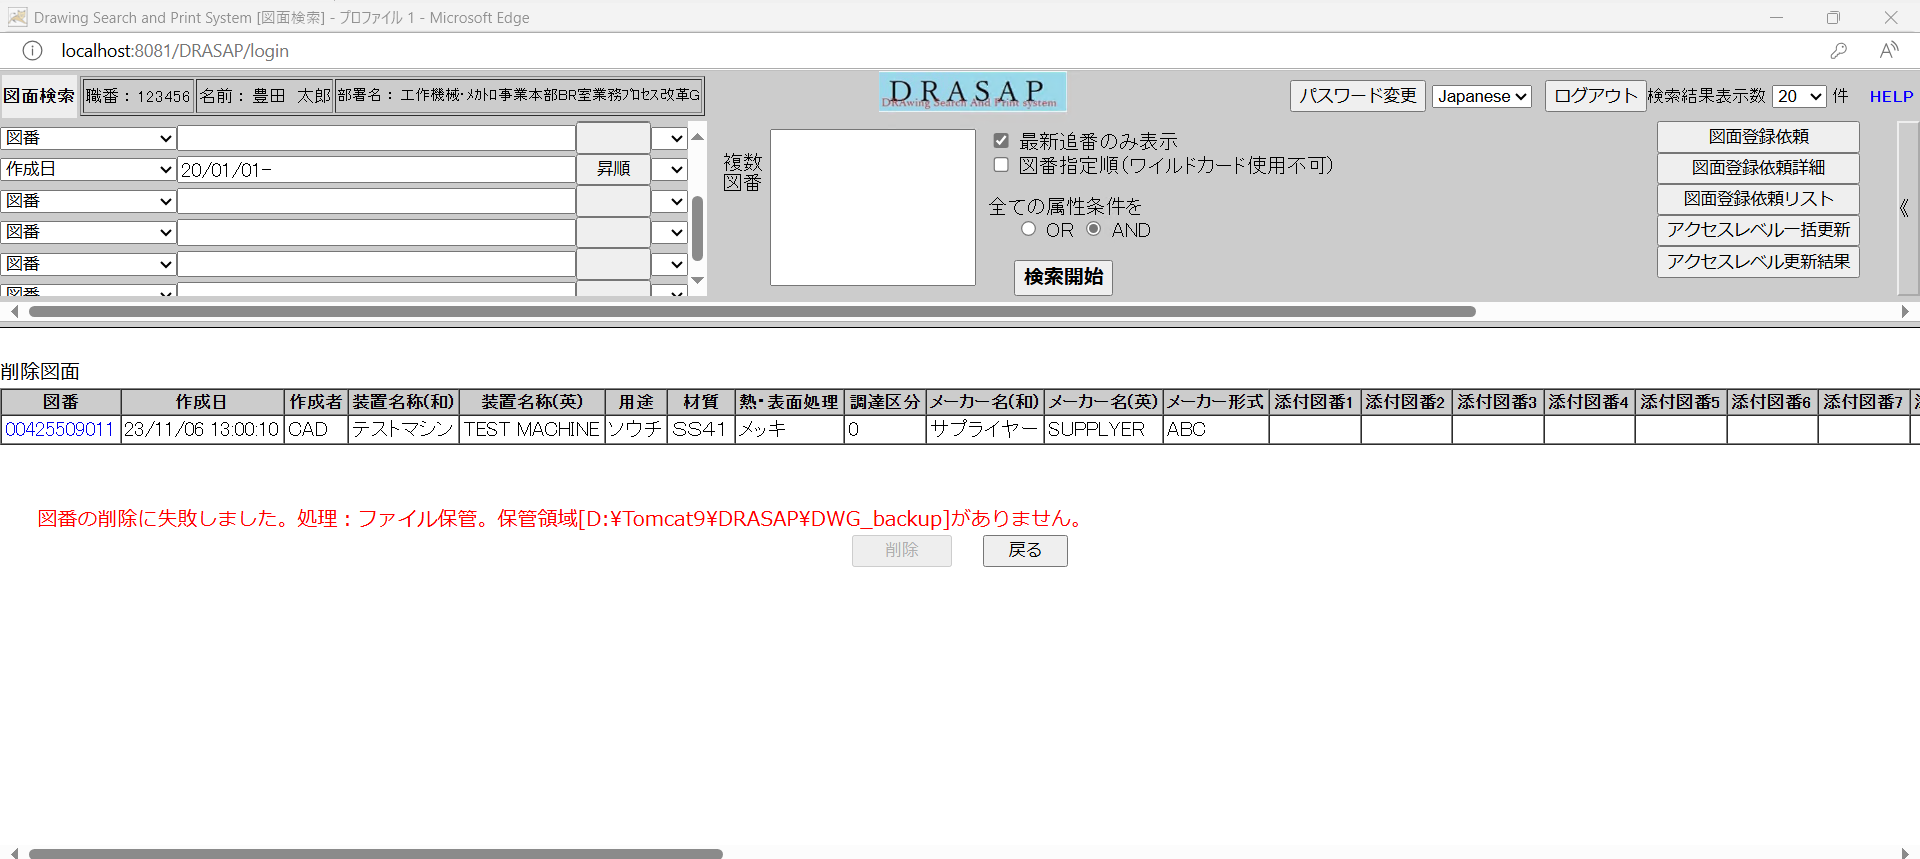 Drawing Search and Print System [図面検索] - プロファイル 1 - Microsoft Edge
localhost:8081/DRASAP/login
図面検索 職番： 123456 名前： 豊田　太郎 部署名： 工作機械･ﾒｶﾄﾛ事業本部BR室業務ﾌﾟﾛｾｽ改革G
DRASAP
DRAwing Search And Print system
パスワード変更 Japanese ログアウト 検索結果表示数 20 件 HELP
図番
作成日 20/01/01- 昇順
図番
図番
図番
図番
複数
図番
最新追番のみ表示
図番指定順(ワイルドカード使用不可)
全ての属性条件を
OR AND
検索開始
図面登録依頼
図面登録依頼詳細
図面登録依頼リスト
アクセスレベル一括更新
アクセスレベル更新結果
《
削除図面
図番 作成日 作成者 装置名称(和) 装置名称(英) 用途 材質 熱・表面処理 調達区分 メーカー名(和) メーカー名(英) メーカー形式 添付図番1 添付図番2 添付図番3 添付図番4 添付図番5 添付図番6 添付図番7
00425509011 23/11/06 13:00:10 CAD テストマシン TEST MACHINE ソウチ SS41 メッキ 0 サプライヤー SUPPLYER ABC
図番の削除に失敗しました。処理：ファイル保管。保管領域[D:¥Tomcat9¥DRASAP¥DWG_backup]がありません。
削除 戻る